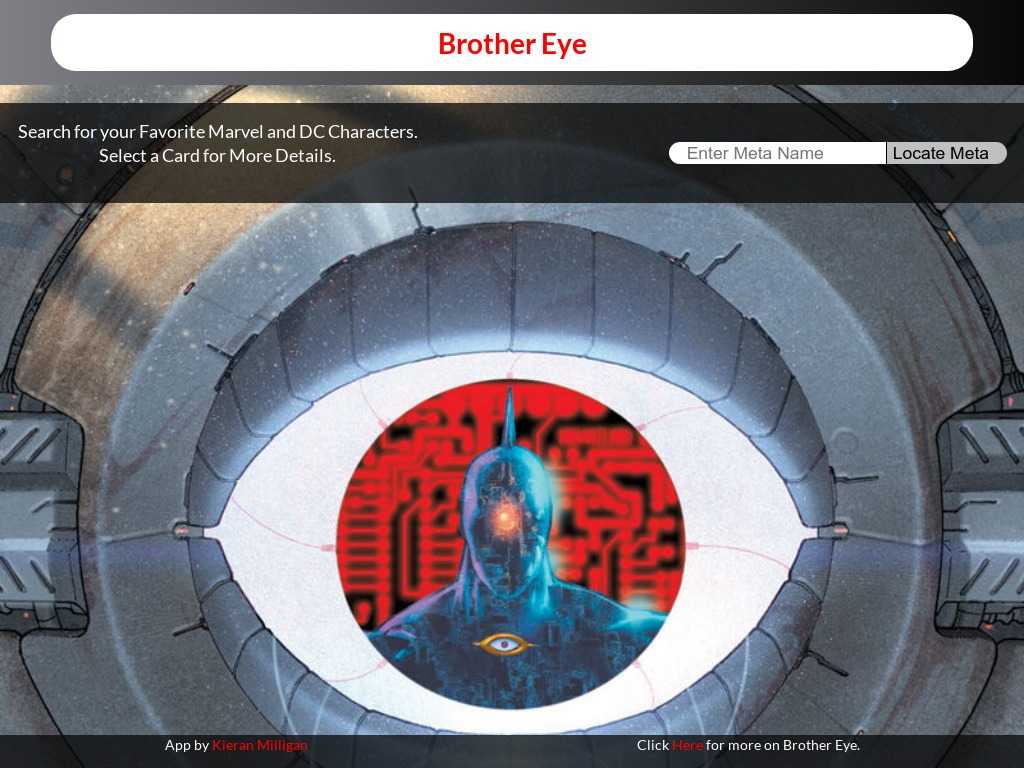 Brother Eye
Search for your Favorite Marvel and DC Characters.
Select a Card for More Details.
Enter Meta Name
Locate Meta
App by Kieran Milligan
Click Here for more on Brother Eye.